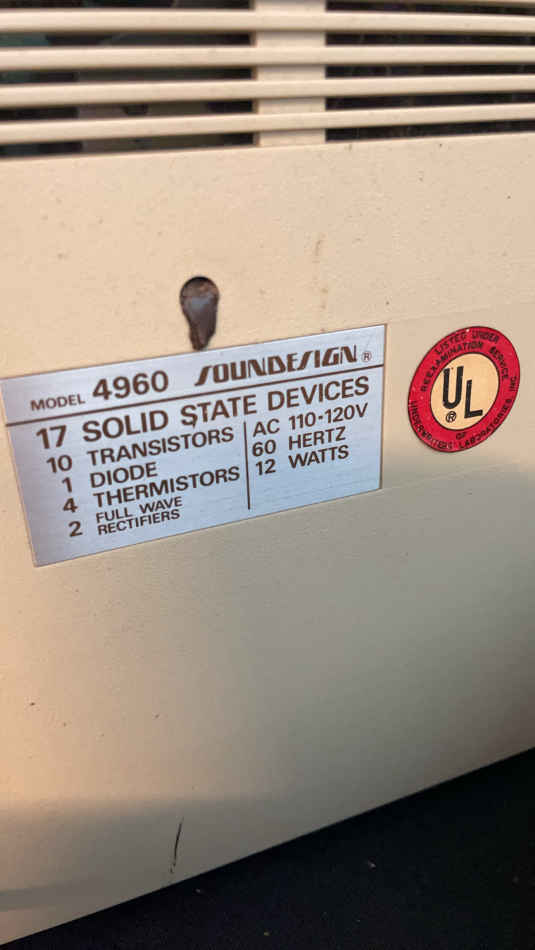 MODEL 4960 SOUNDESIGN ®
17 SOLID STATE DEVICES
10 TRANSISTORS
1 DIODE
4 THERMISTORS
2 FULL WAVE
RECTIFIERS
AC 110-120V
60 HERTZ
12 WATTS
LISTED UNDER
REEXAMINATION SERVICE
UL ®
OF
UNDERWRITERS' LABORATORIES, INC.